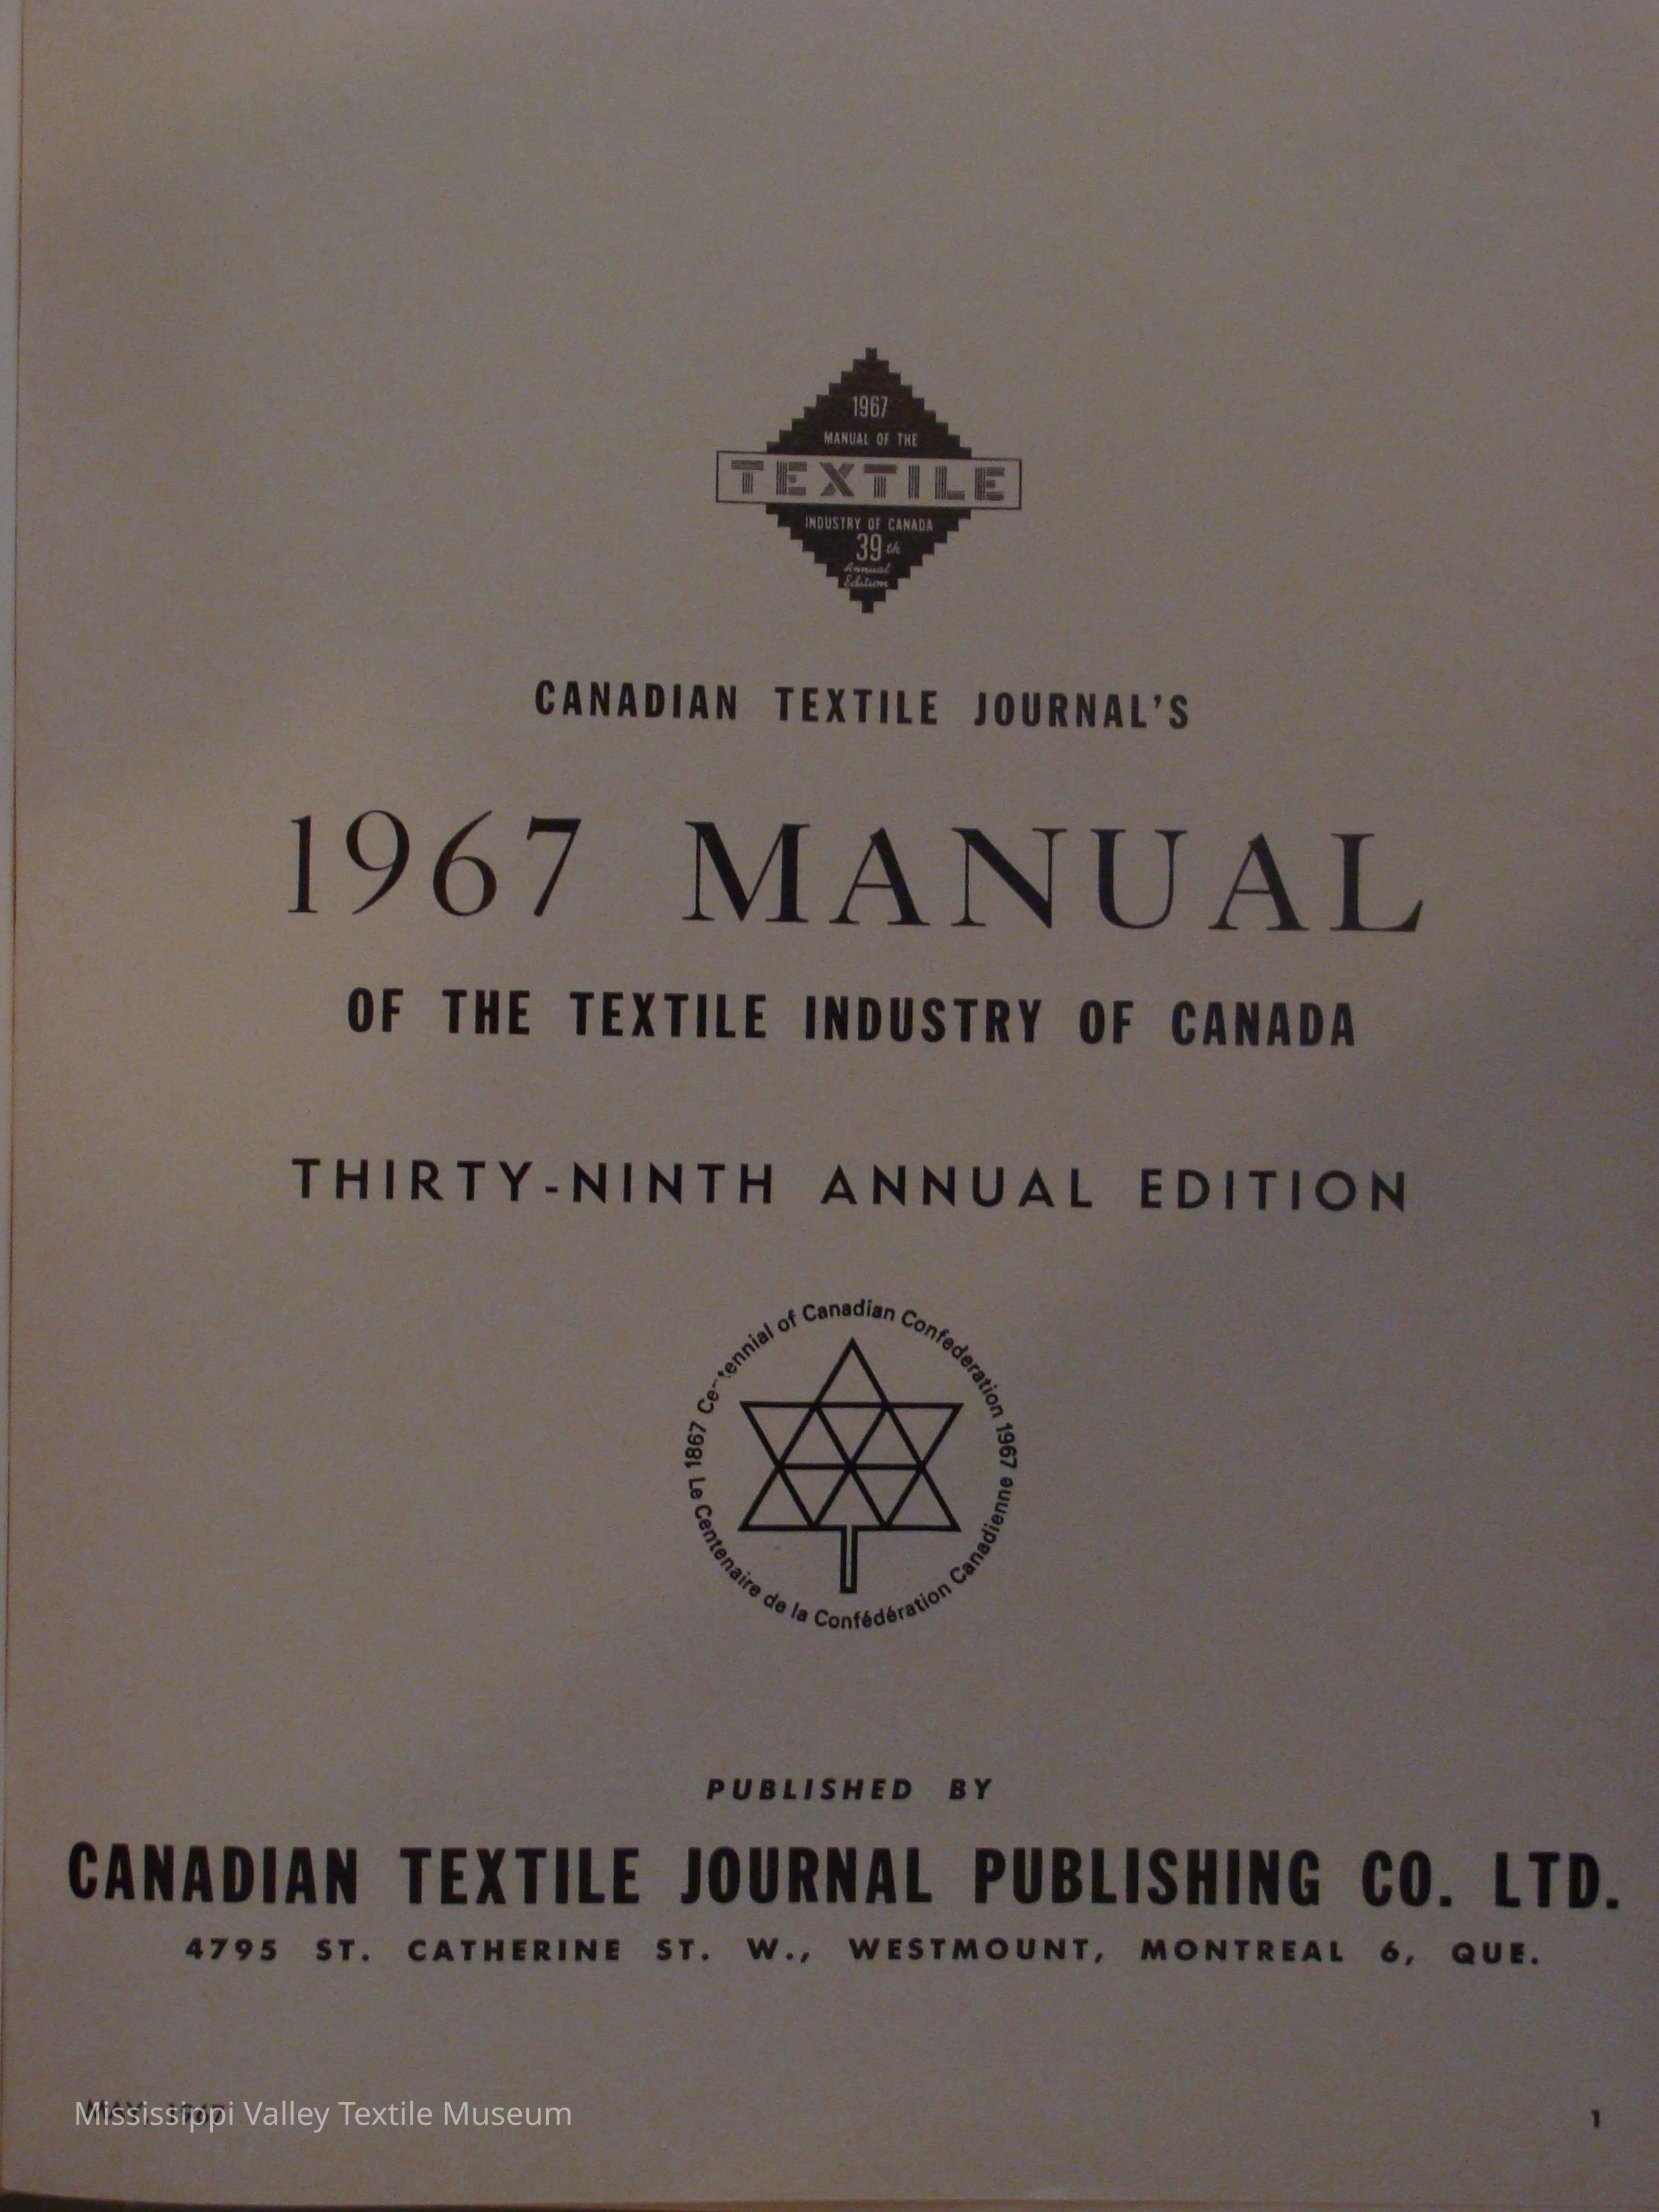 1967
MANUAL OF THE
TEXTILE
INDUSTRY OF CANADA
39th
Annual
Edition
CANADIAN TEXTILE JOURNAL'S
1967 MANUAL
OF THE TEXTILE INDUSTRY OF CANADA
THIRTY-NINTH ANNUAL EDITION
1867 Centennial of Canadian Confederation 1967
Le Centenaire de la Confédération Canadienne
PUBLISHED BY
CANADIAN TEXTILE JOURNAL PUBLISHING CO. LTD.
4795 ST. CATHERINE ST. W., WESTMOUNT, MONTREAL 6, QUE.
MAY, 1967
Mississippi Valley Textile Museum
1